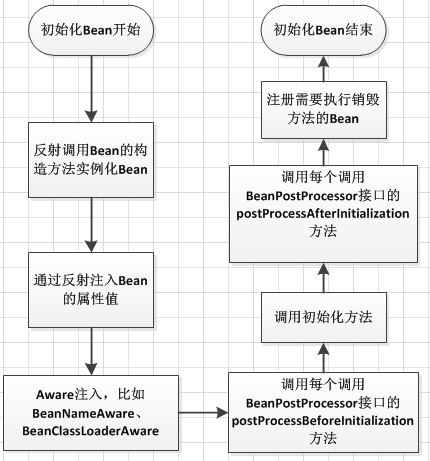 初始化Bean开始
反射调用Bean的构
造方法实例化Bean
通过反射注入Bean
的属性值
Aware注入，比如
BeanNameAware、
BeanClassLoaderAware
调用每个调用
BeanPostProcessor接口的
postProcessBeforeInitialization
方法
调用初始化方法
调用每个调用
BeanPostProcessor接口的
postProcessAfterInitialization
方法
注册需要执行销毁
方法的Bean
初始化Bean结束